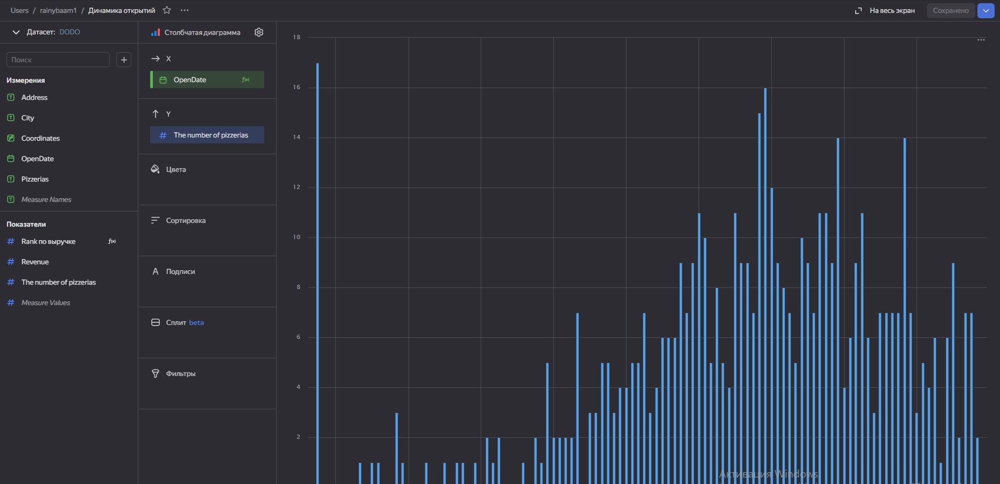 Users / rainybaam1 / Динамика открытий
На весь экран
Сохранено
Датасет: DODO
Поиск
Измерения
Address
City
Coordinates
OpenDate
Pizzerias
Measure Names
Показатели
Rank по выручке f(x)
Revenue
The number of pizzerias
Measure Values
Столбчатая диаграмма
X
OpenDate f(x)
Y
The number of pizzerias
Цвета
Сортировка
Подписи
Сплит beta
Фильтры
18
16
14
12
10
8
6
4
2
Активация Windows